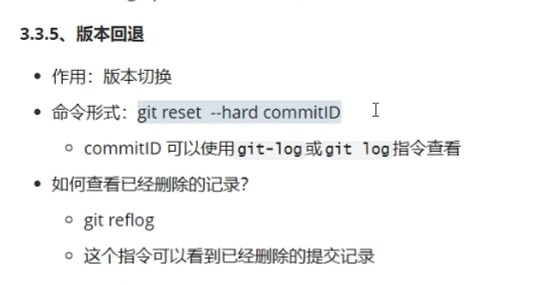 3.3.5、版本回退
作用：版本切换
命令形式：git reset --hard commitID
commitID 可以使用git-log或git log指令查看
如何查看已经删除的记录?
git reflog
这个指令可以看到已经删除的提交记录